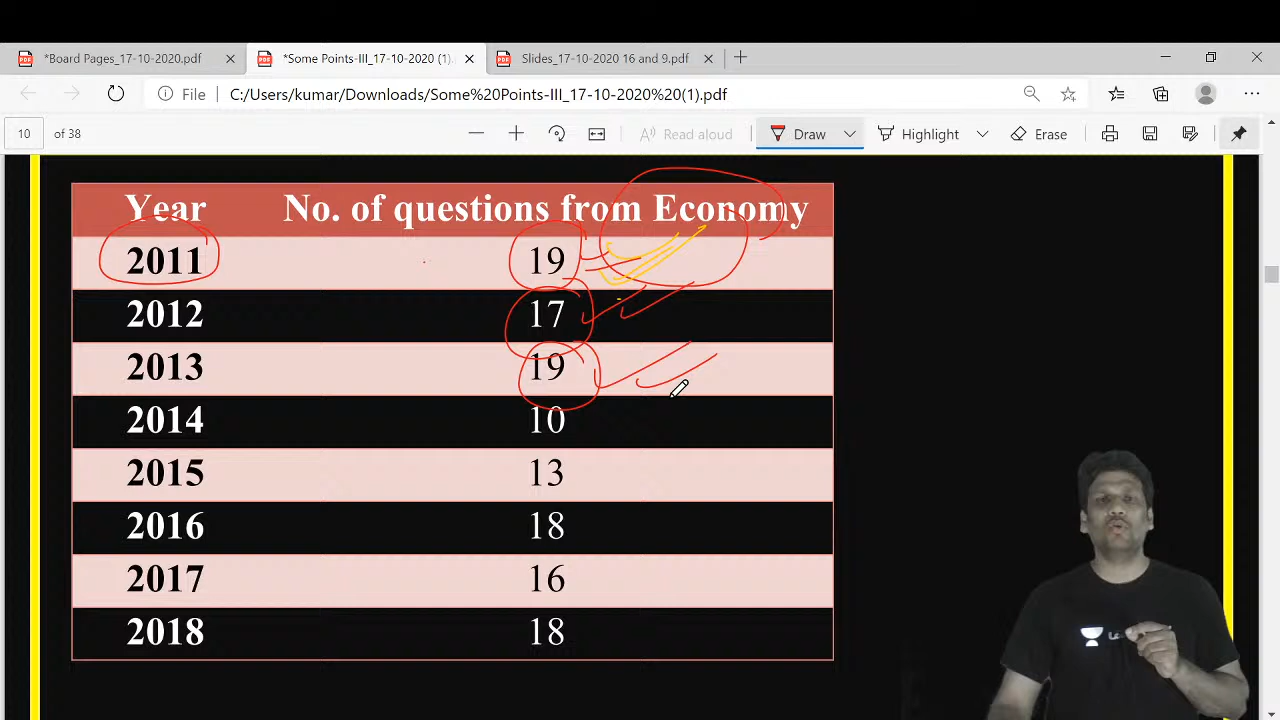 *Board Pages_17-10-2020.pdf
*Some Points-III_17-10-2020 (1).
Slides_17-10-2020 16 and 9.pdf
File C:/Users/kumar/Downloads/Some%20Points-III_17-10-2020%20(1).pdf
10 of 38 Read aloud Draw Highlight Erase
Year No. of questions from Economy
2011 19
2012 17
2013 19
2014 10
2015 13
2016 18
2017 16
2018 18